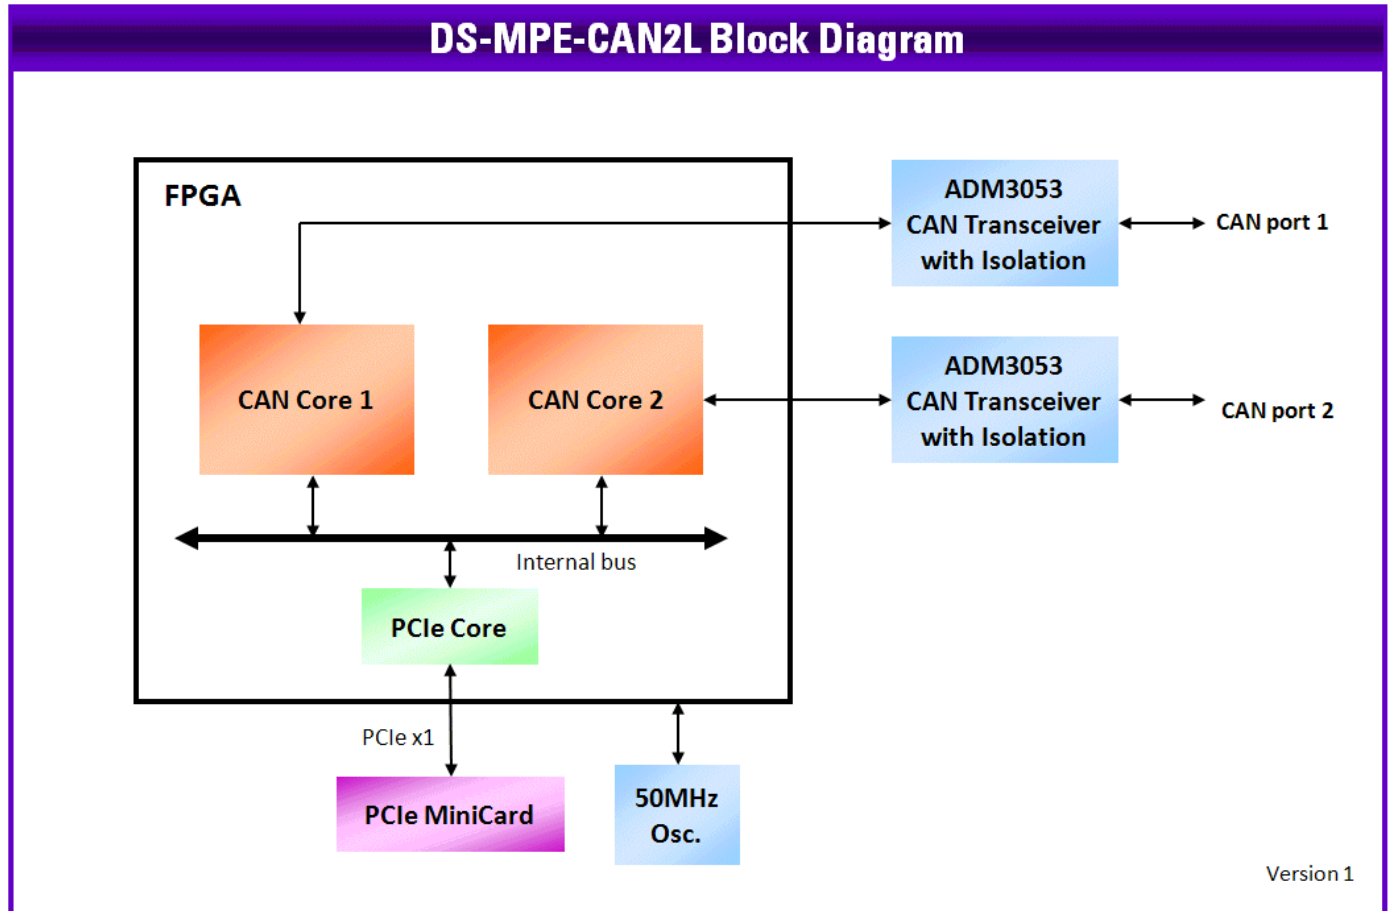 DS-MPE-CAN2L Block Diagram
FPGA
ADM3053
CAN Transceiver
with Isolation
CAN port 1
CAN Core 1
CAN Core 2
ADM3053
CAN Transceiver
with Isolation
CAN port 2
Internal bus
PCIe Core
PCIe x1
PCIe MiniCard
50MHz
Osc.
Version 1